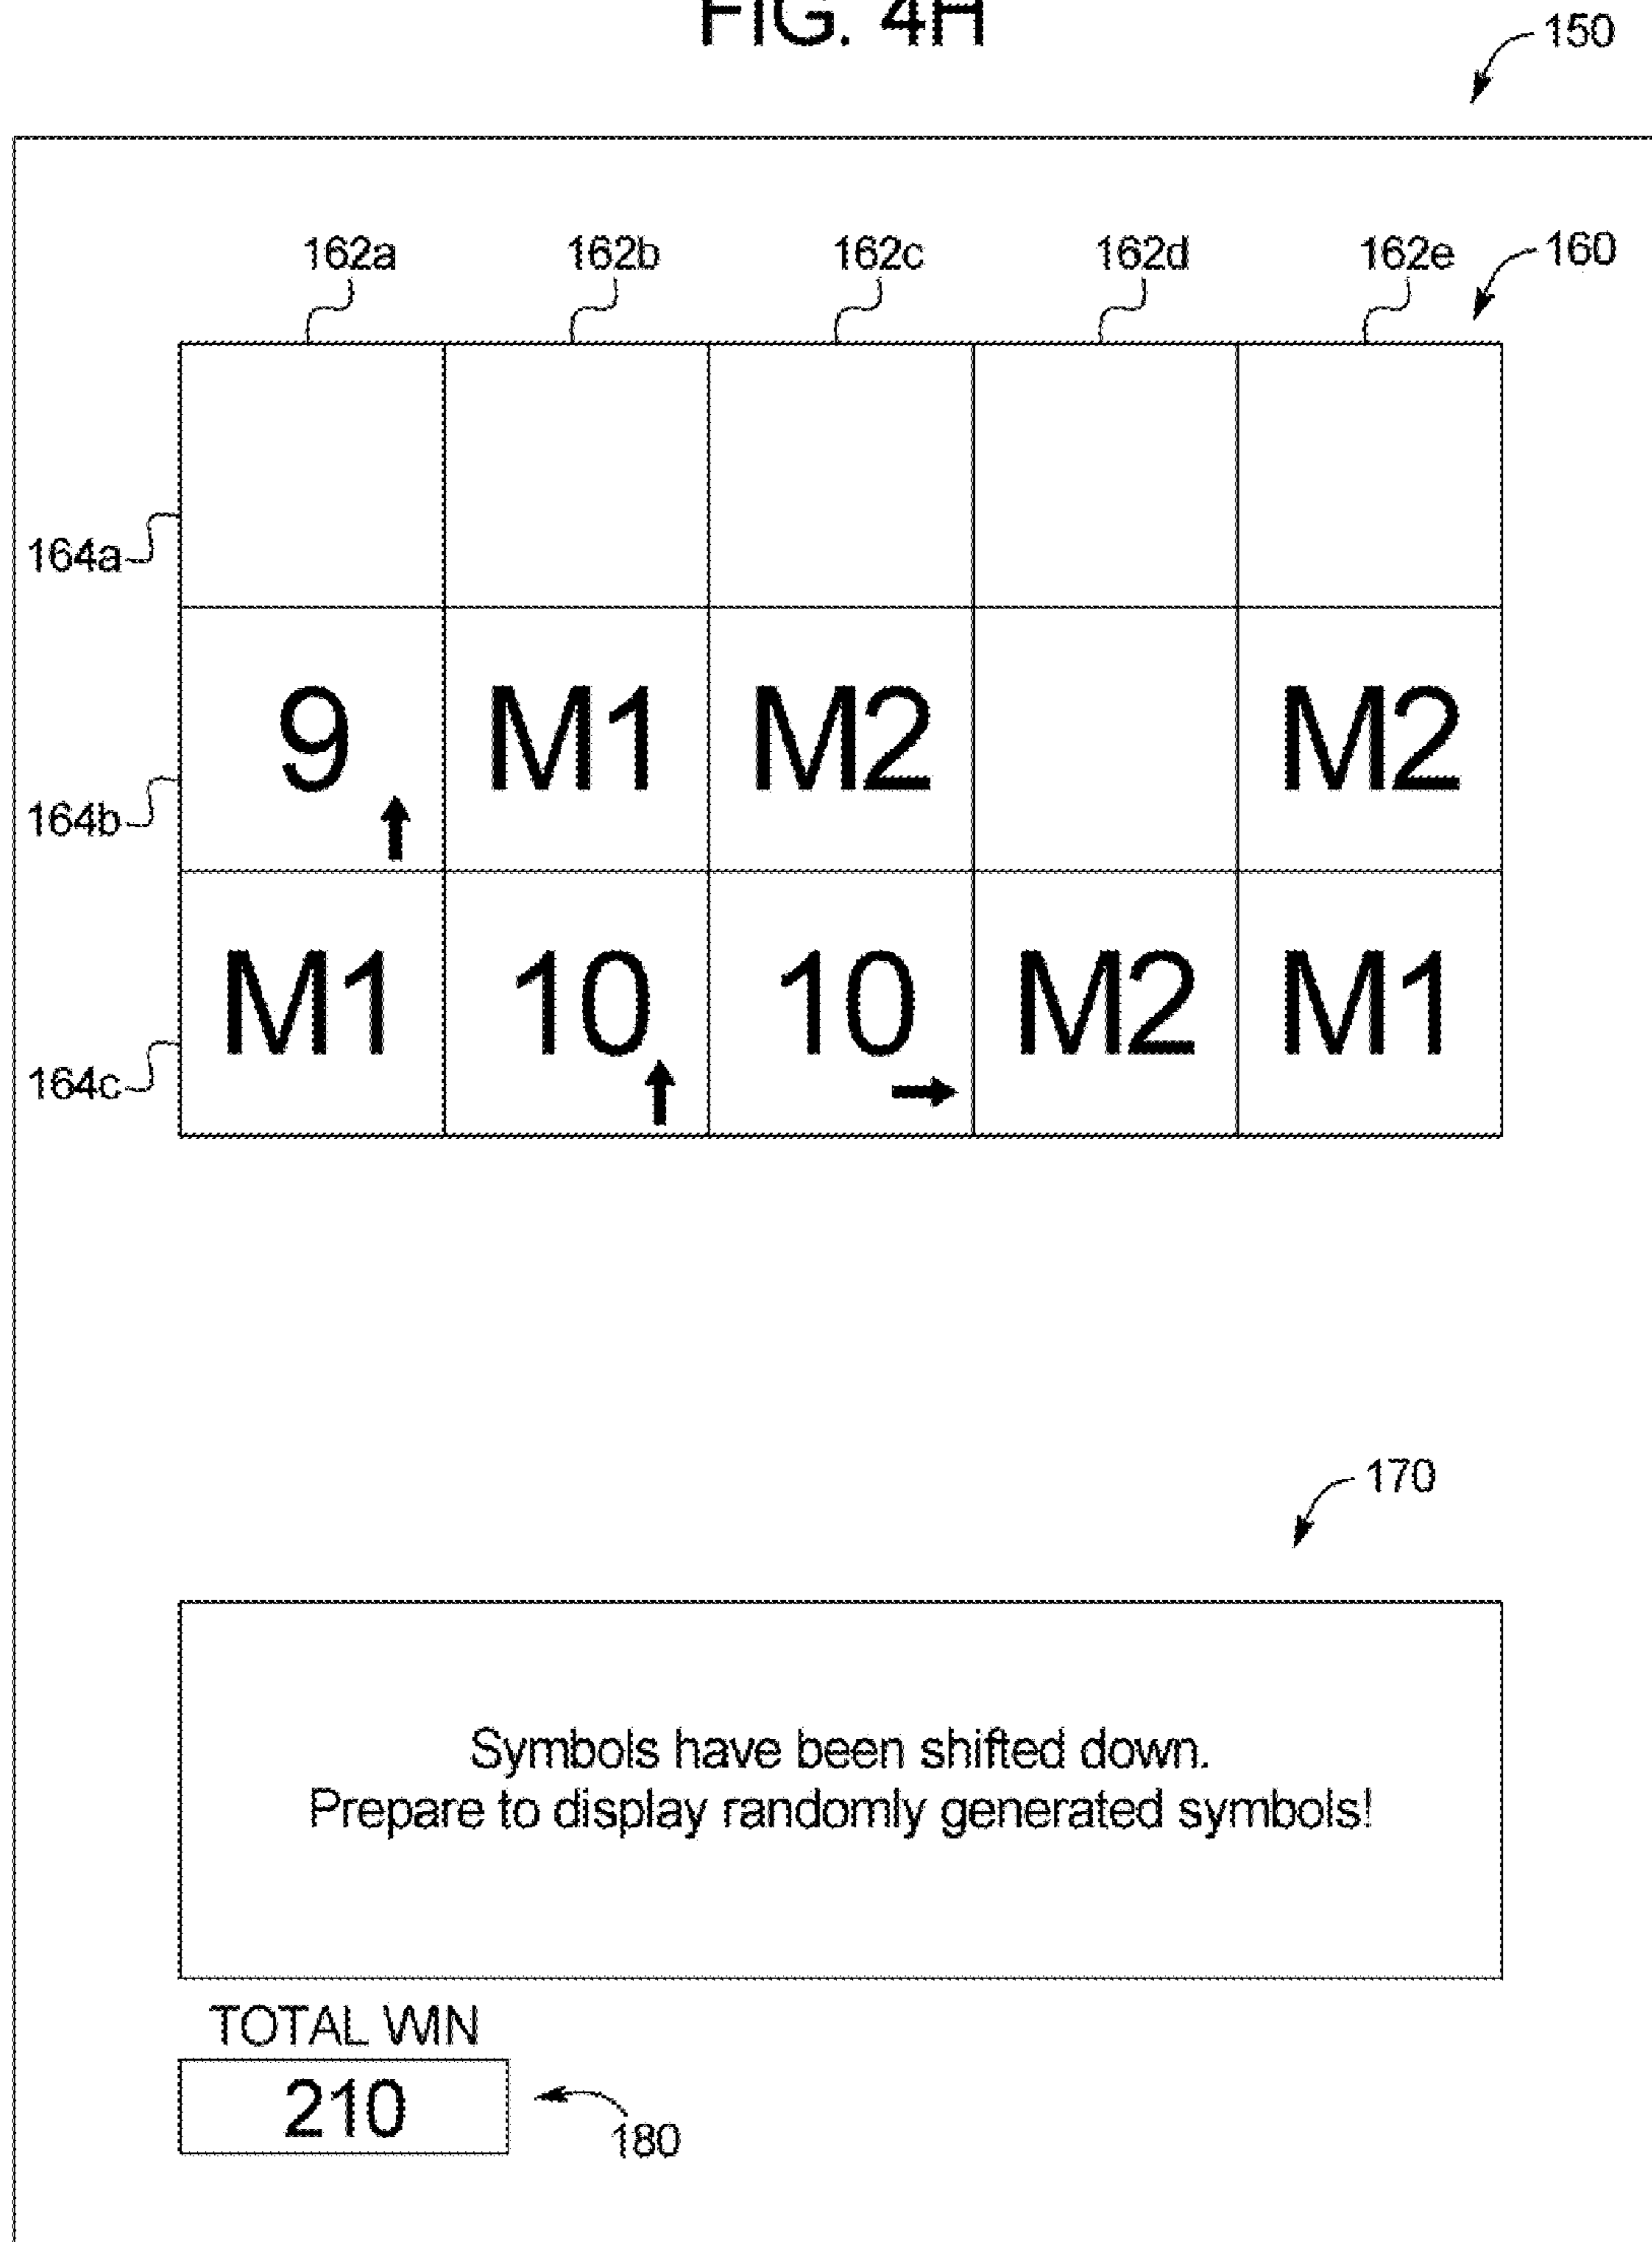 FIG. 4H
150
162a 162b 162c 162d 162e 160
164a
9 M1 M2 M2
164b
M1 10 10 M2 M1
164c
170
Symbols have been shifted down.
Prepare to display randomly generated symbols!
TOTAL WIN
210
180